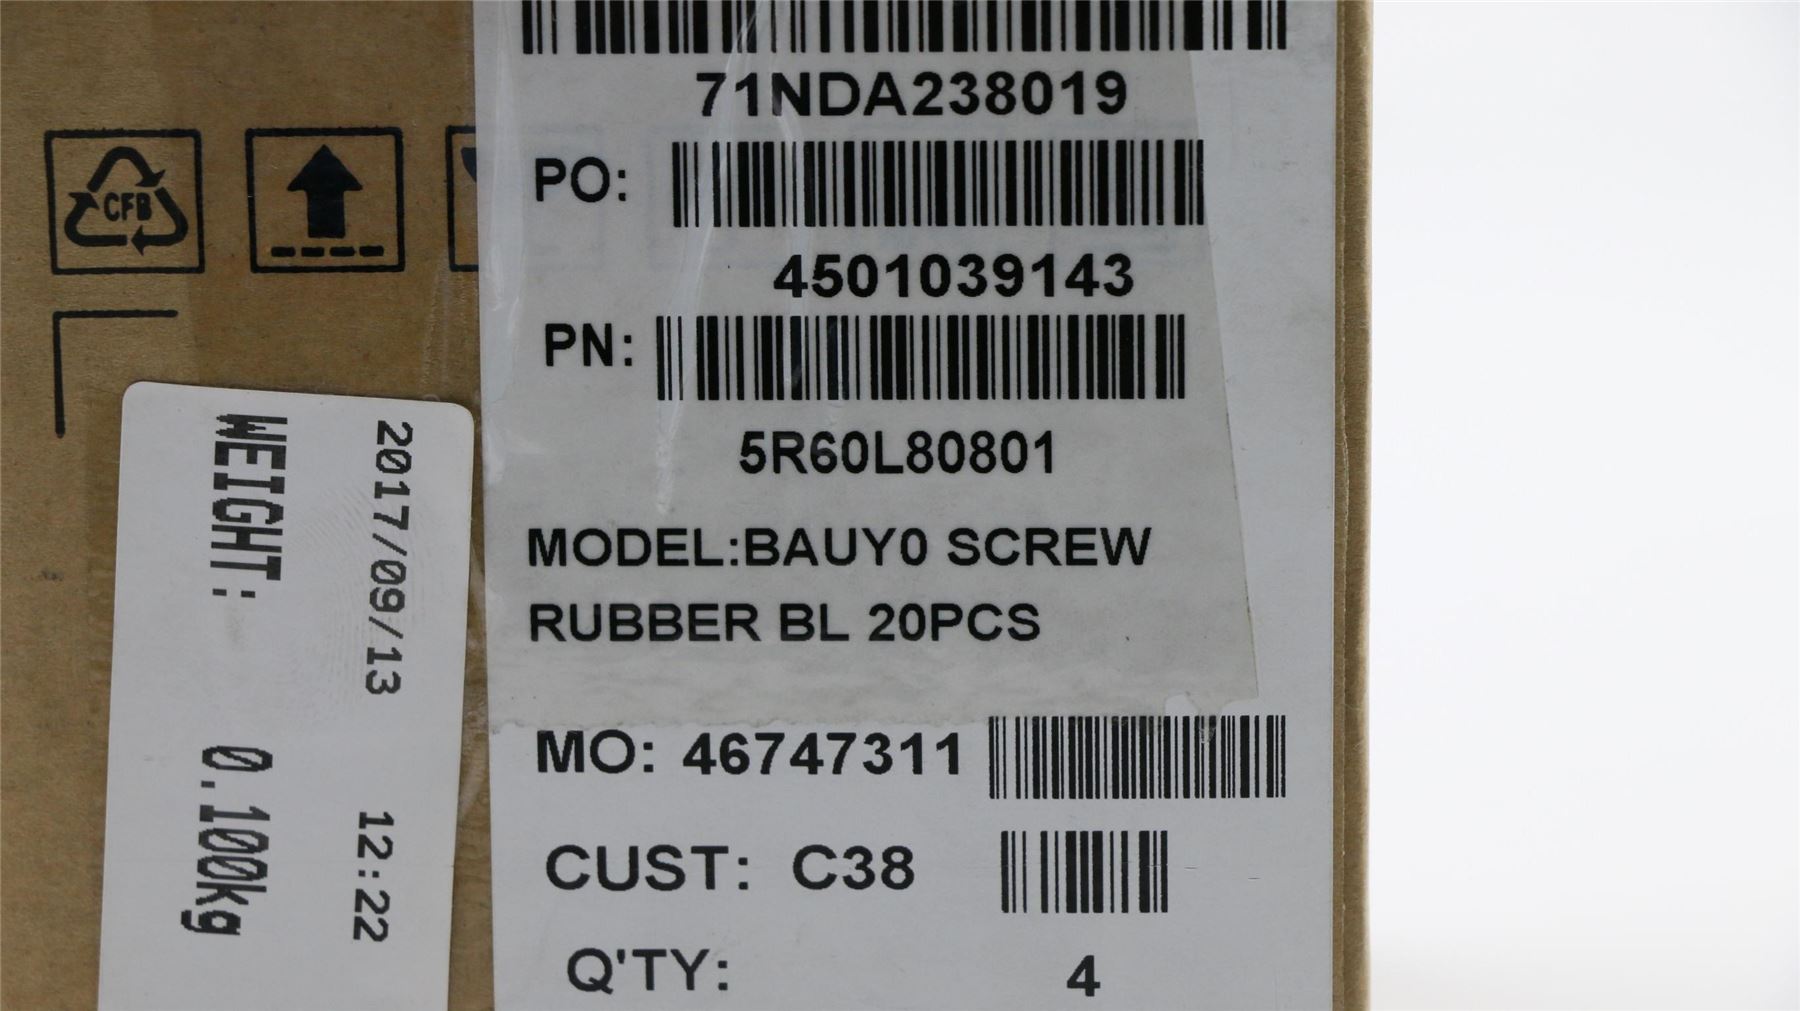 71NDA238019
PO:
4501039143
PN:
5R60L80801
MODEL:BAUY0 SCREW
RUBBER BL 20PCS
MO: 46747311
CUST: C38
Q'TY: 4
CFB
2017/09/13 12:22
WEIGHT: 0.100kg